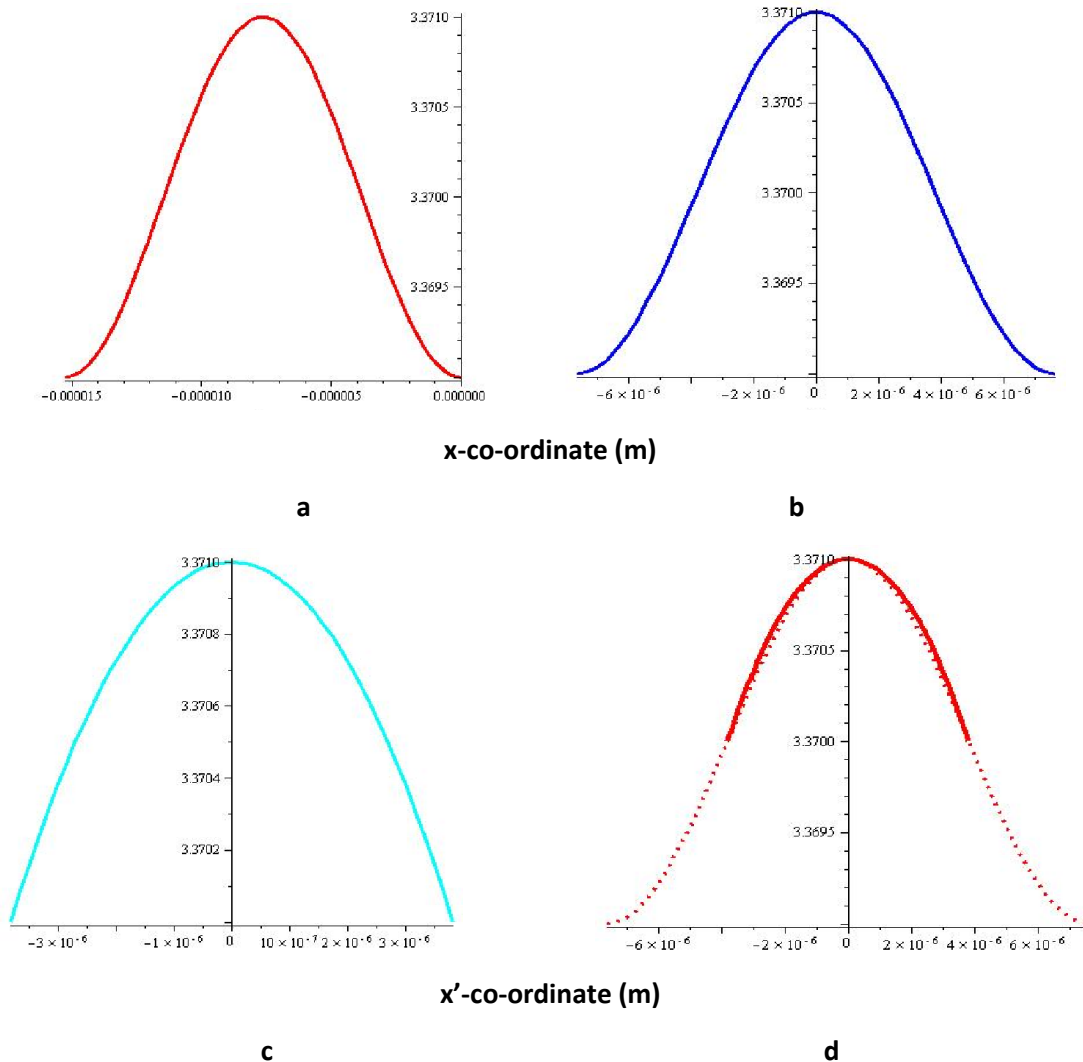 3.3710
3.3705
3.3700
3.3695
−0.000015 −0.000010 −0.000005 0.000000
3.3710
3.3705
3.3700
3.3695
−6 × 10⁻⁶ −2 × 10⁻⁶ 0 2 × 10⁻⁶ 4 × 10⁻⁶ 6 × 10⁻⁶
x-co-ordinate (m)
a b
3.3710
3.3708
3.3706
3.3704
3.3702
−3 × 10⁻⁶ −1 × 10⁻⁶ 0 10 × 10⁻⁷ 2 × 10⁻⁶ 3 × 10⁻⁶
3.3710
3.3705
3.3700
3.3695
−6 × 10⁻⁶ −2 × 10⁻⁶ 0 2 × 10⁻⁶ 4 × 10⁻⁶ 6 × 10⁻⁶
x’-co-ordinate (m)
c d